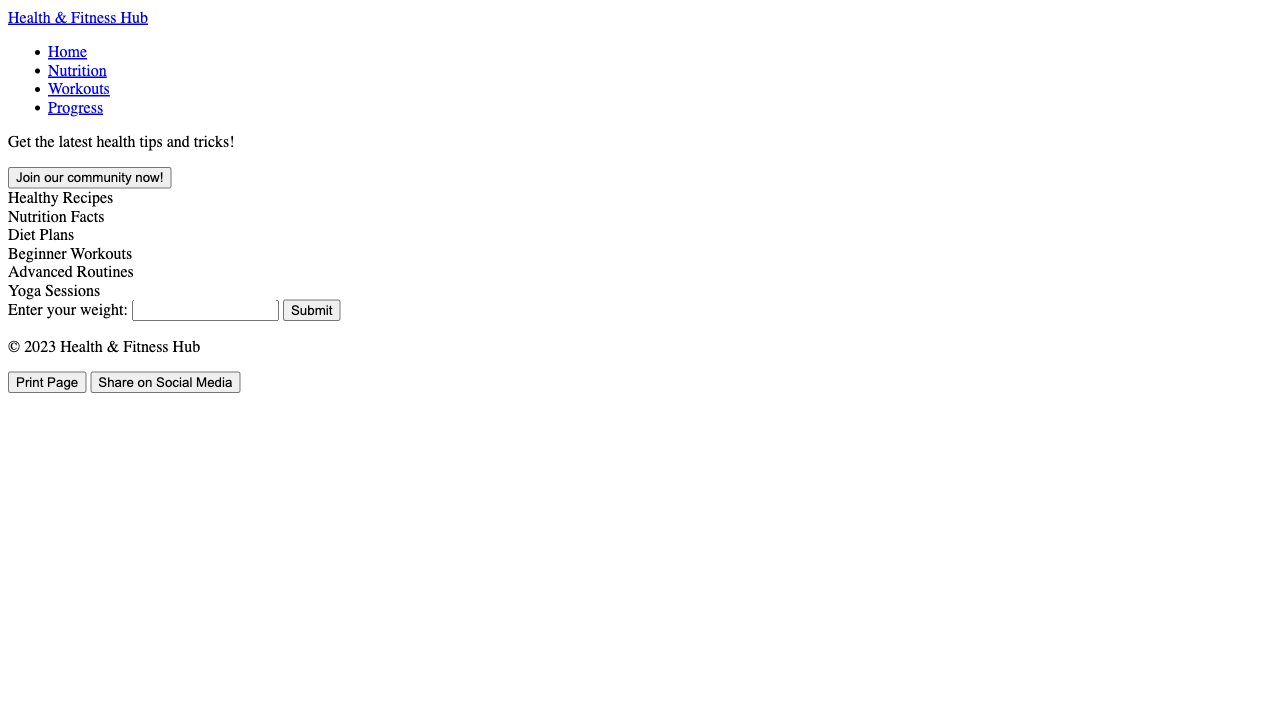 Health & Fitness Hub
Home
Nutrition
Workouts
Progress
Get the latest health tips and tricks!
Join our community now!
Healthy Recipes
Nutrition Facts
Diet Plans
Beginner Workouts
Advanced Routines
Yoga Sessions
Enter your weight: Submit
© 2023 Health & Fitness Hub
Print Page Share on Social Media